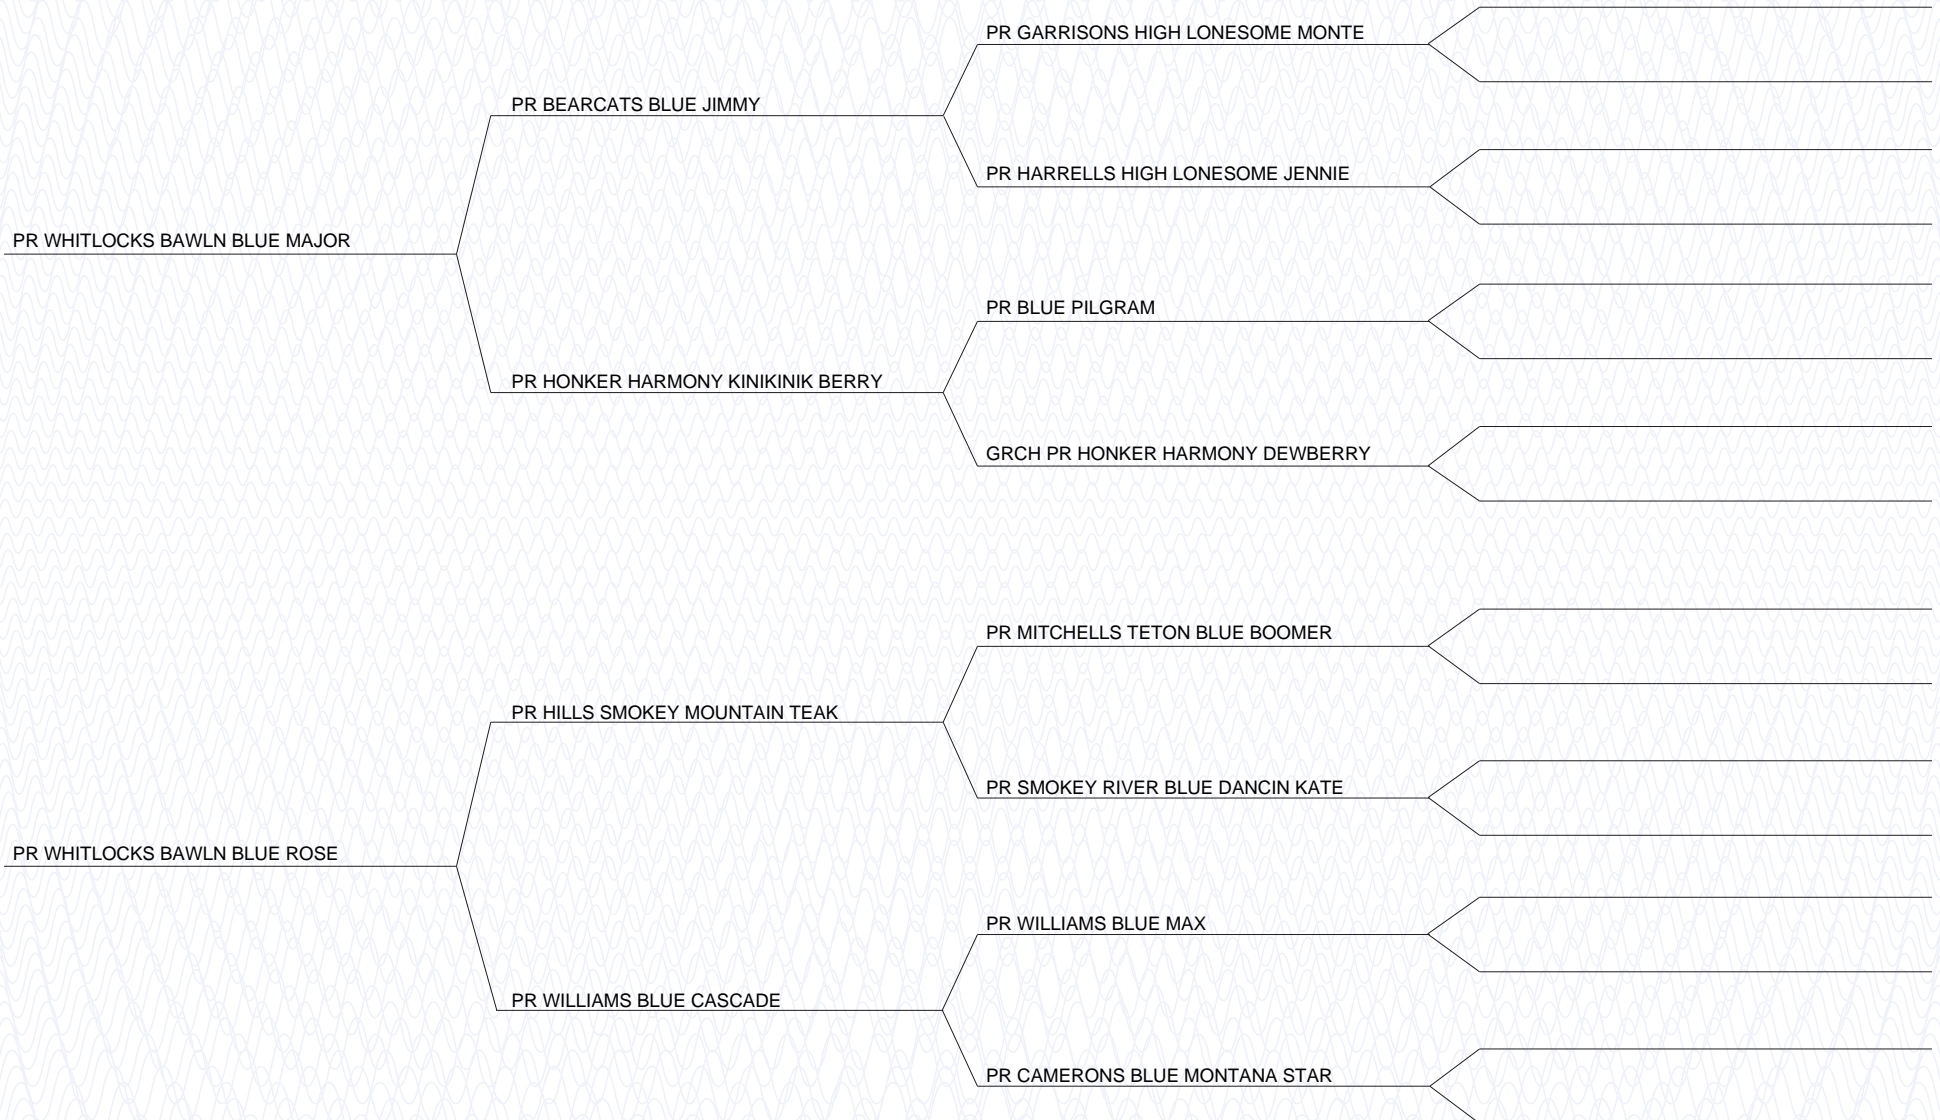 PR GARRISONS HIGH LONESOME MONTE
PR BEARCATS BLUE JIMMY
PR HARRELLS HIGH LONESOME JENNIE
PR WHITLOCKS BAWLN BLUE MAJOR
PR BLUE PILGRAM
PR HONKER HARMONY KINIKINIK BERRY
GRCH PR HONKER HARMONY DEWBERRY
PR MITCHELLS TETON BLUE BOOMER
PR HILLS SMOKEY MOUNTAIN TEAK
PR SMOKEY RIVER BLUE DANCIN KATE
PR WHITLOCKS BAWLN BLUE ROSE
PR WILLIAMS BLUE MAX
PR WILLIAMS BLUE CASCADE
PR CAMERONS BLUE MONTANA STAR